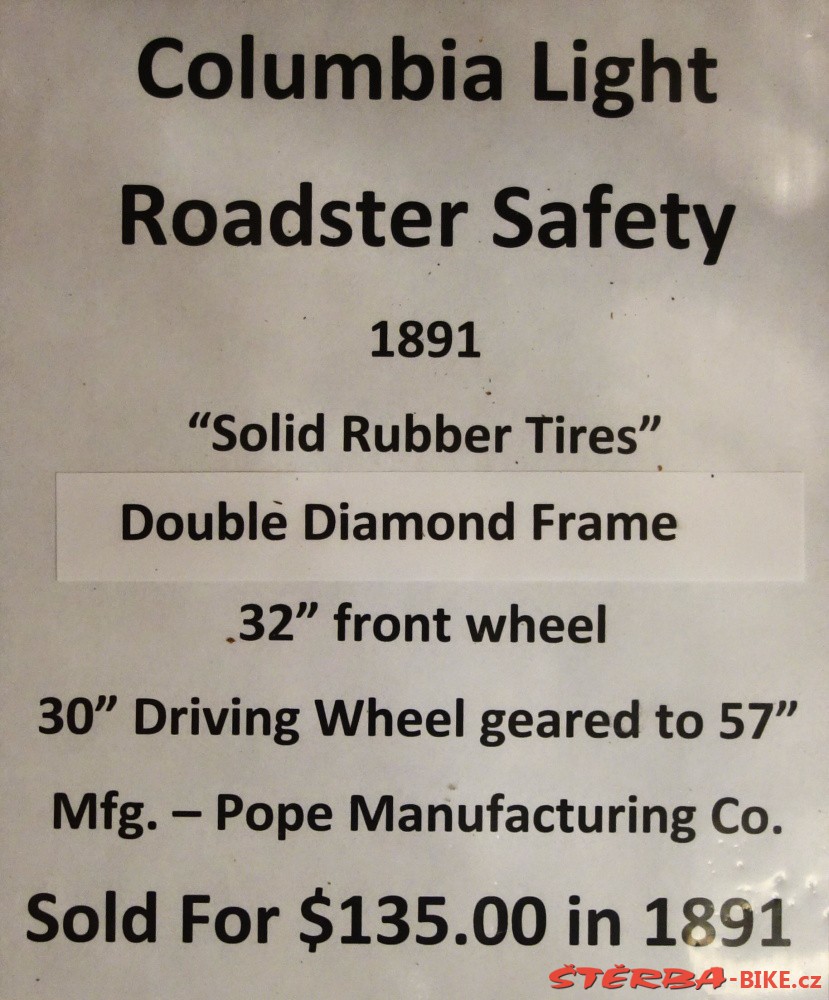 Columbia Light
Roadster Safety
1891
“Solid Rubber Tires”
Double Diamond Frame
32” front wheel
30” Driving Wheel geared to 57”
Mfg. – Pope Manufacturing Co.
Sold For $135.00 in 1891
ŠTĚRBA-BIKE.cz